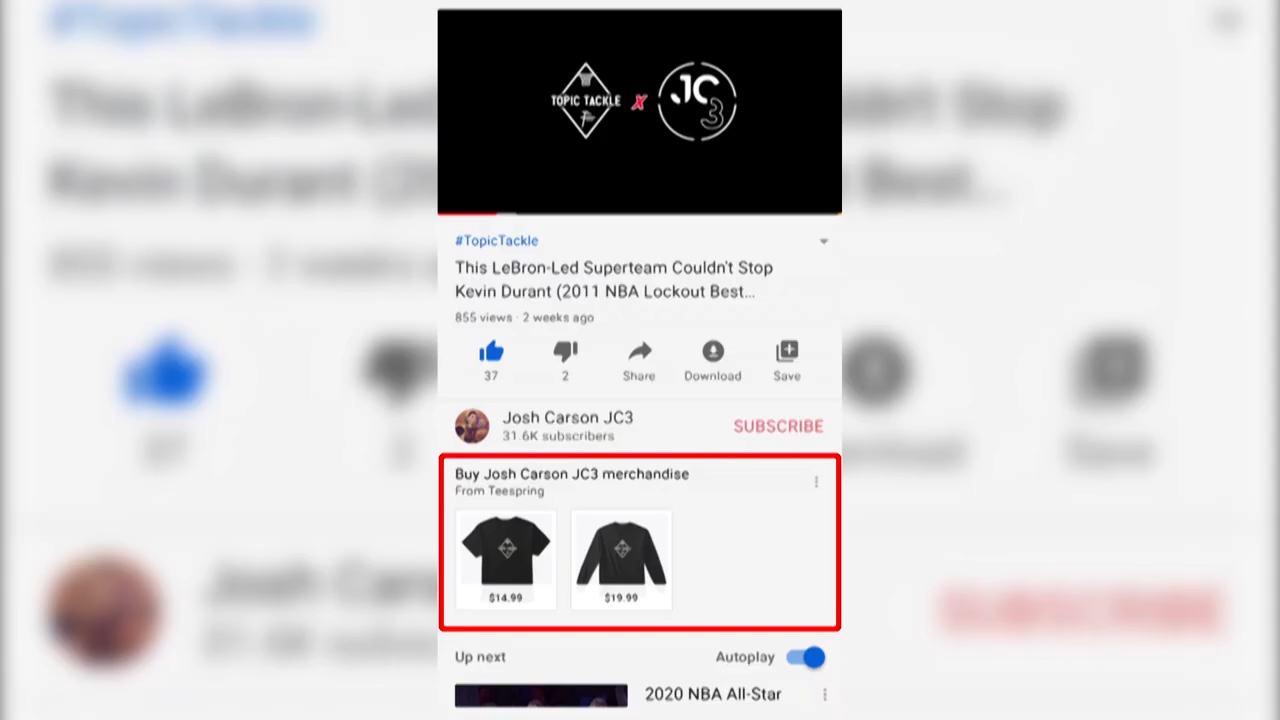 TOPIC TACKLE X JC3
#TopicTackle
This LeBron-Led Superteam Couldn't Stop
Kevin Durant (2011 NBA Lockout Best...
855 views · 2 weeks ago
37 2 Share Download Save
Josh Carson JC3
31.6K subscribers
SUBSCRIBE
Buy Josh Carson JC3 merchandise
From Teespring
$14.99 $19.99
Up next Autoplay
2020 NBA All-Star